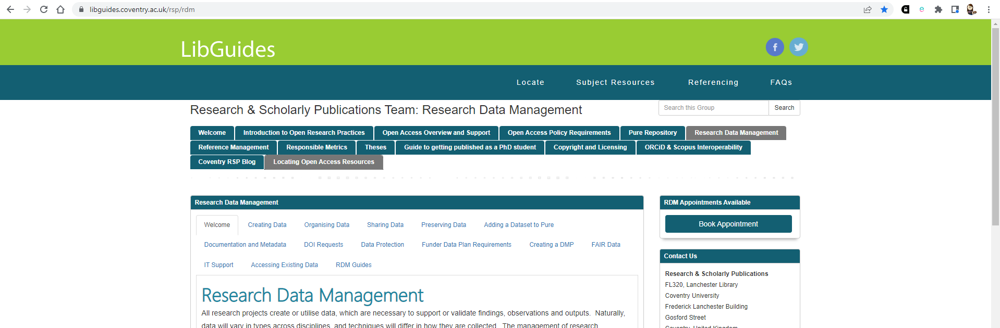 libguides.coventry.ac.uk/rsp/rdm
LibGuides
Locate Subject Resources Referencing FAQs
Research & Scholarly Publications Team: Research Data Management
Search this Group Search
Welcome Introduction to Open Research Practices Open Access Overview and Support Open Access Policy Requirements Pure Repository Research Data Management
Reference Management Responsible Metrics Theses Guide to getting published as a PhD student Copyright and Licensing ORCiD & Scopus Interoperability
Coventry RSP Blog Locating Open Access Resources
Research Data Management
Welcome Creating Data Organising Data Sharing Data Preserving Data Adding a Dataset to Pure
Documentation and Metadata DOI Requests Data Protection Funder Data Plan Requirements Creating a DMP FAIR Data
IT Support Accessing Existing Data RDM Guides
Research Data Management
All research projects create or utilise data, which are necessary to support or validate findings, observations and outputs. Naturally,
data will vary in types across disciplines, and techniques will differ in how they are collected. The management of research
RDM Appointments Available
Book Appointment
Contact Us
Research & Scholarly Publications
FL320, Lanchester Library
Coventry University
Frederick Lanchester Building
Gosford Street
Coventry, United Kingdom